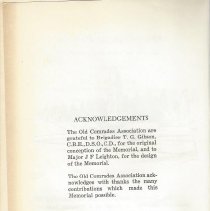 ACKNOWLEDGEMENTS
The Old Comrades Association are
grateful to Brigadier T. G. Gibson,
C.B.E., D.S.O., C.D., for the original
conception of the Memorial, and to
Major J F Leighton, for the design
of the Memorial.
The Old Comrades Association ack-
nowledges with thanks the many
contributions which made this
Memorial possible.